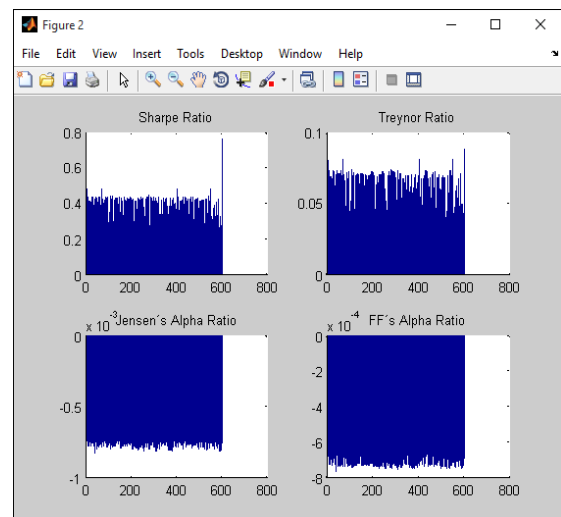 Figure 2
File Edit View Insert Tools Desktop Window Help
Sharpe Ratio
0.8
0.6
0.4
0.2
0
0 200 400 600 800
Treynor Ratio
0.1
0.05
0
0 200 400 600 800
x 10^-3 Jensen´s Alpha Ratio
0
-0.5
-1
0 200 400 600 800
x 10^-4 FF´s Alpha Ratio
0
-2
-4
-6
-8
0 200 400 600 800